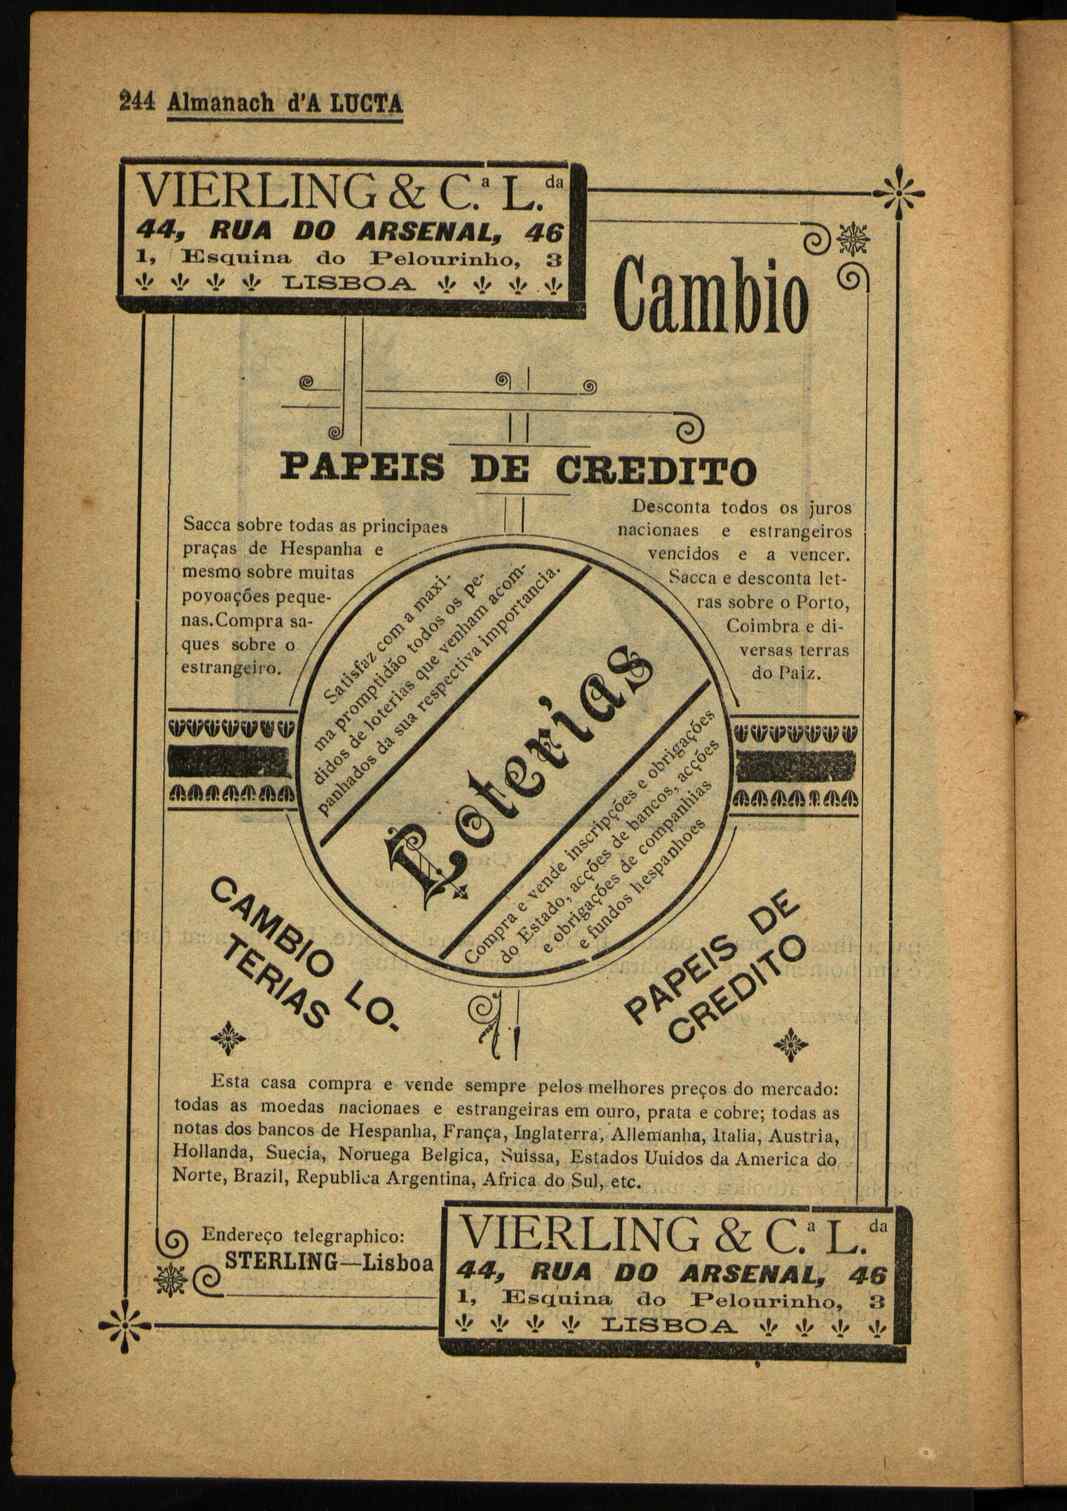 244 Almanach d'A LUCTA
VIERLING & C.ª L.da
44, RUA DO ARSENAL, 46
1, Esquina do Pelourinho, 3
LISBOA
Cambio
PAPEIS DE CREDITO
Sacca sobre todas as principaes
praças de Hespanha e
mesmo sobre muitas
povoações peque-
nas. Compra sa-
ques sobre o
estrangeiro.
Desconta todos os juros
nacionaes e estrangeiros
vencidos e a vencer.
Sacca e desconta let-
ras sobre o Porto,
Coimbra e di-
versas terras
do Paiz.
Satisfaz com a maxi-
ma promptidão todos os pe-
didos de loterias que venham acom-
panhados da sua respectiva importancia.
Loterias
Compra e vende inscripções e obrigações
do Estado, acções de bancos, acções
e obrigações de companhias
e fundos hespanhoes
CAMBIO LO-
TERIAS
PAPEIS DE
CREDITO
Esta casa compra e vende sempre pelos melhores preços do mercado:
todas as moedas nacionaes e estrangeiras em ouro, prata e cobre; todas as
notas dos bancos de Hespanha, França, Inglaterra, Allemanha, Italia, Austria,
Hollanda, Suecia, Noruega Belgica, Suissa, Estados Uuidos da America do
Norte, Brazil, Republica Argentina, Africa do Sul, etc.
Endereço telegraphico:
STERLING—Lisboa
VIERLING & C.ª L.da
44, RUA DO ARSENAL, 46
1, Esquina do Pelourinho, 3
LISBOA